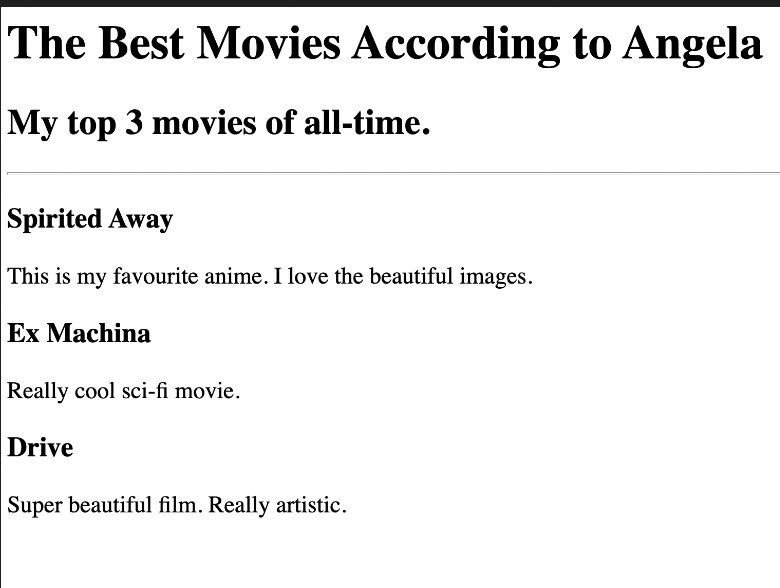 The Best Movies According to Angela
My top 3 movies of all-time.
Spirited Away
This is my favourite anime. I love the beautiful images.
Ex Machina
Really cool sci-fi movie.
Drive
Super beautiful film. Really artistic.